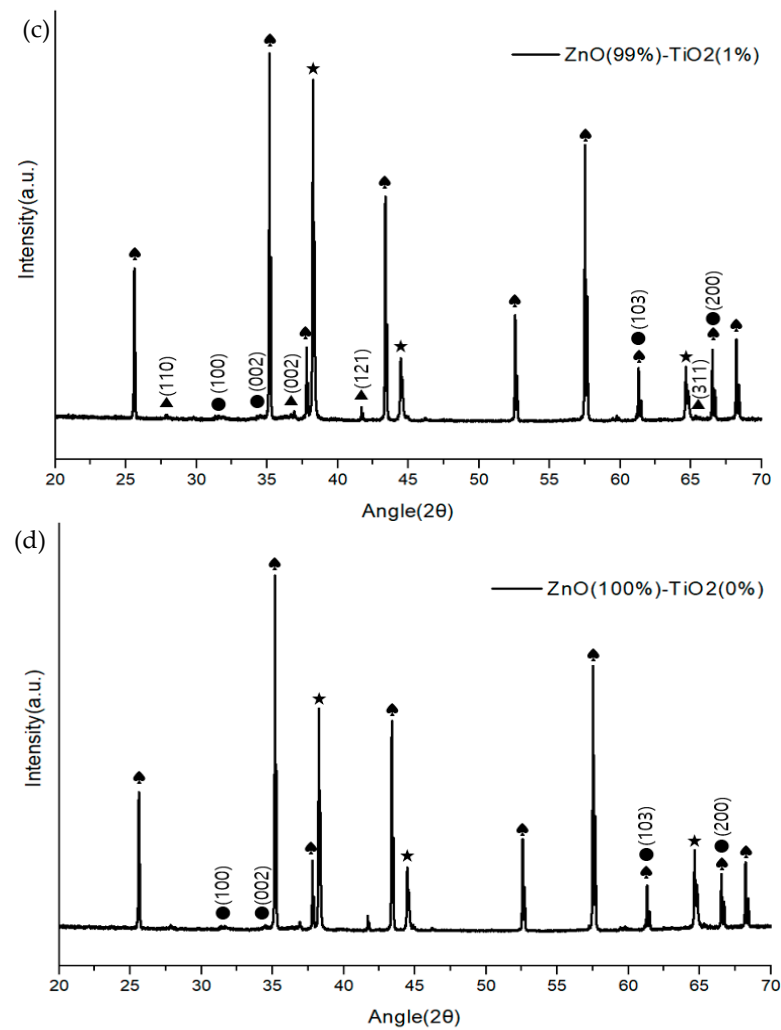 (c)
ZnO(99%)-TiO2(1%)
Intensity(a.u.)
(110)
(100)
(002)
(002)
(121)
(103)
(311)
(200)
20 25 30 35 40 45 50 55 60 65 70
Angle(2θ)
(d)
ZnO(100%)-TiO2(0%)
Intensity(a.u.)
(100)
(002)
(103)
(200)
20 25 30 35 40 45 50 55 60 65 70
Angle(2θ)